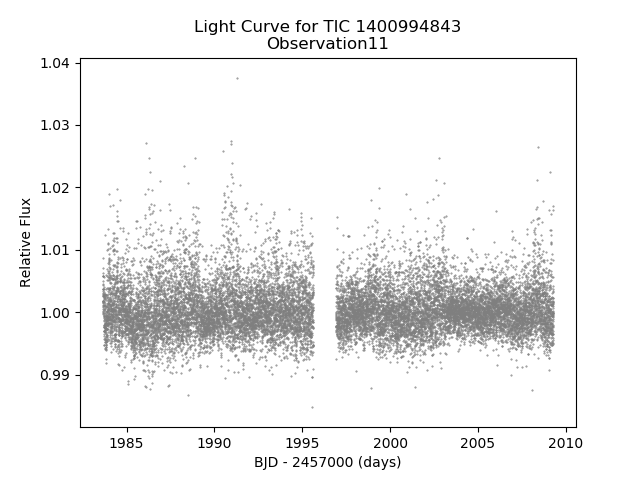 Light Curve for TIC 1400994843
Observation11
1.04
1.03
1.02
1.01
1.00
0.99
Relative Flux
1985 1990 1995 2000 2005 2010
BJD - 2457000 (days)